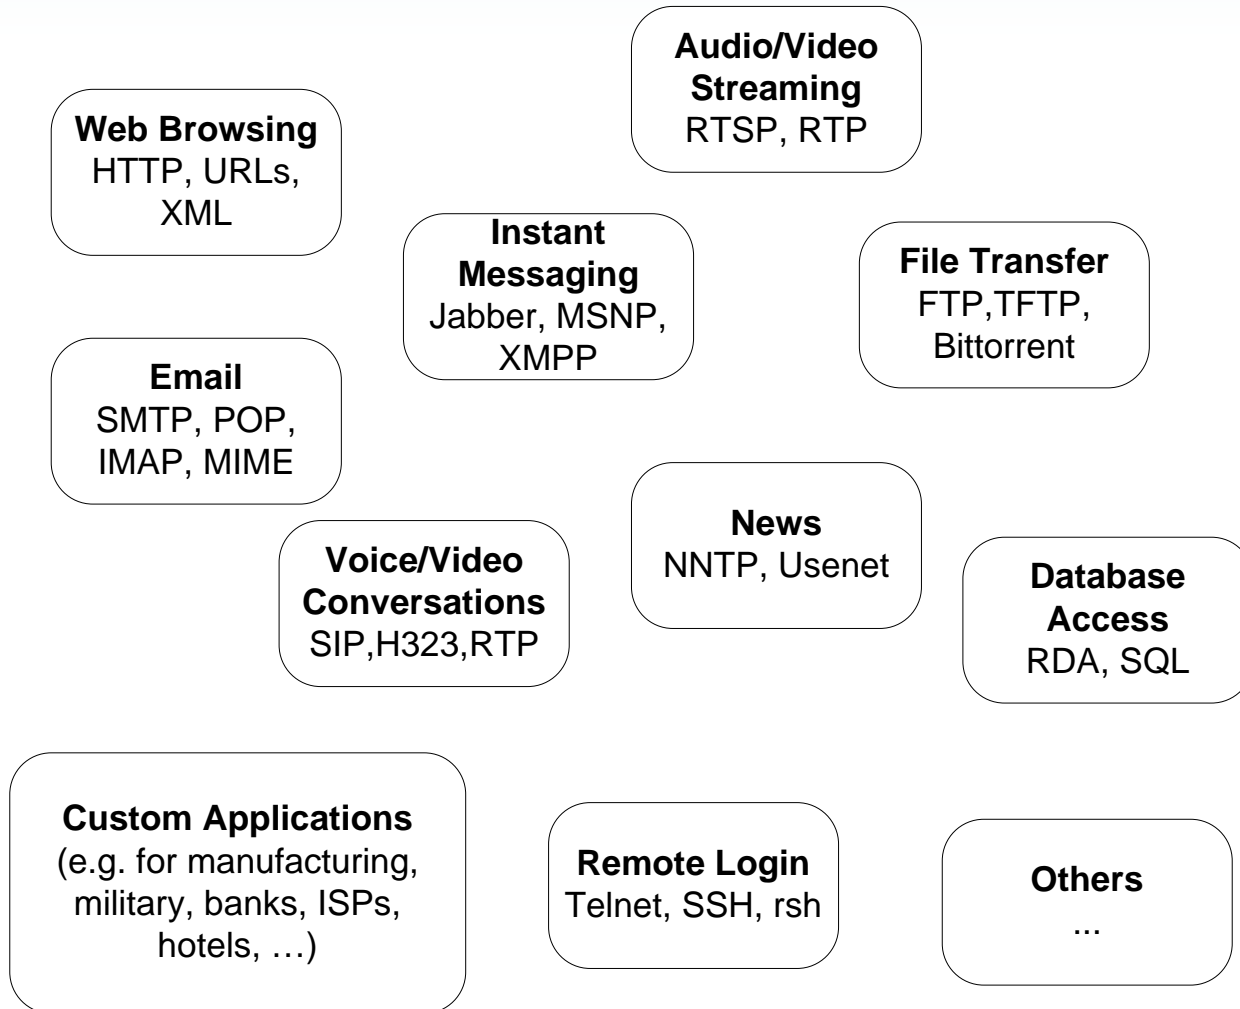 Audio/Video
Streaming
RTSP, RTP
Web Browsing
HTTP, URLs,
XML
Instant
Messaging
Jabber, MSNP,
XMPP
File Transfer
FTP,TFTP,
Bittorrent
Email
SMTP, POP,
IMAP, MIME
News
NNTP, Usenet
Voice/Video
Conversations
SIP,H323,RTP
Database
Access
RDA, SQL
Custom Applications
(e.g. for manufacturing,
military, banks, ISPs,
hotels, …)
Remote Login
Telnet, SSH, rsh
Others
...